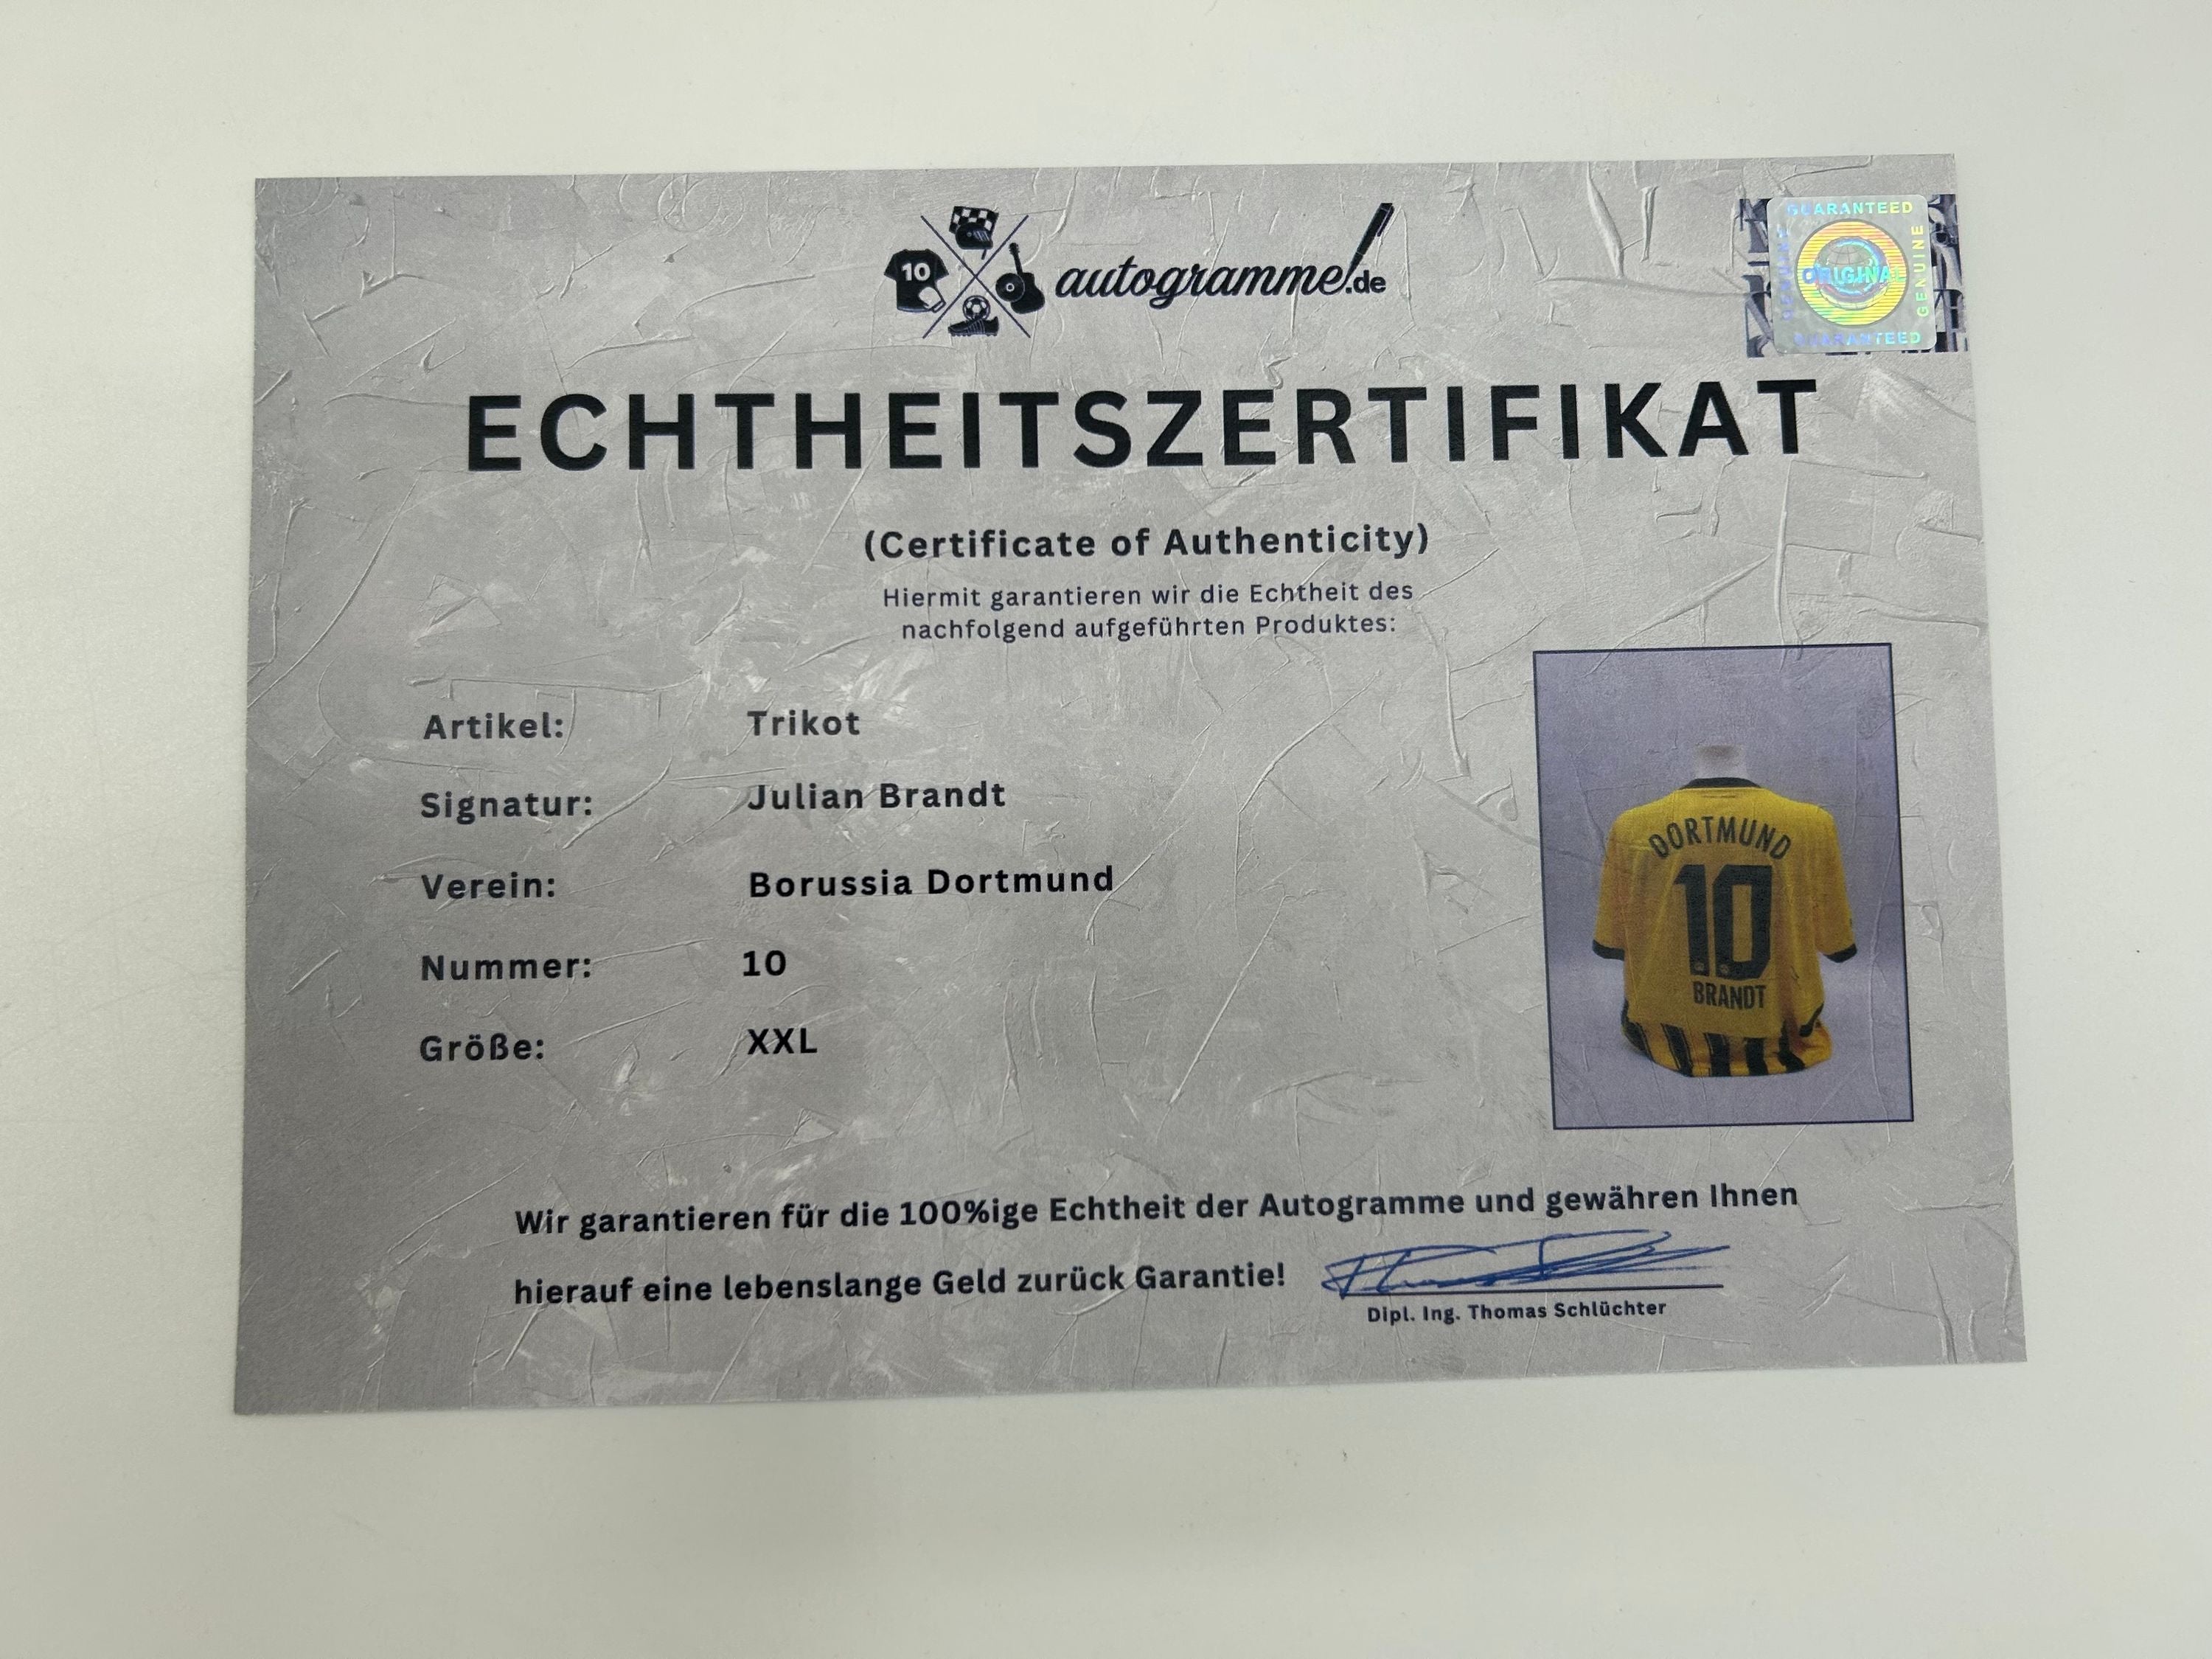 10
autogramme.de
GUARANTEED
GENUINE
ORIGINAL
GENUINE
GUARANTEED
ECHTHEITSZERTIFIKAT
(Certificate of Authenticity)
Hiermit garantieren wir die Echtheit des
nachfolgend aufgeführten Produktes:
Artikel: Trikot
Signatur: Julian Brandt
Verein: Borussia Dortmund
Nummer: 10
Größe: XXL
DORTMUND
10
BRANDT
Wir garantieren für die 100%ige Echtheit der Autogramme und gewähren Ihnen
hierauf eine lebenslange Geld zurück Garantie!
Dipl. Ing. Thomas Schlüchter